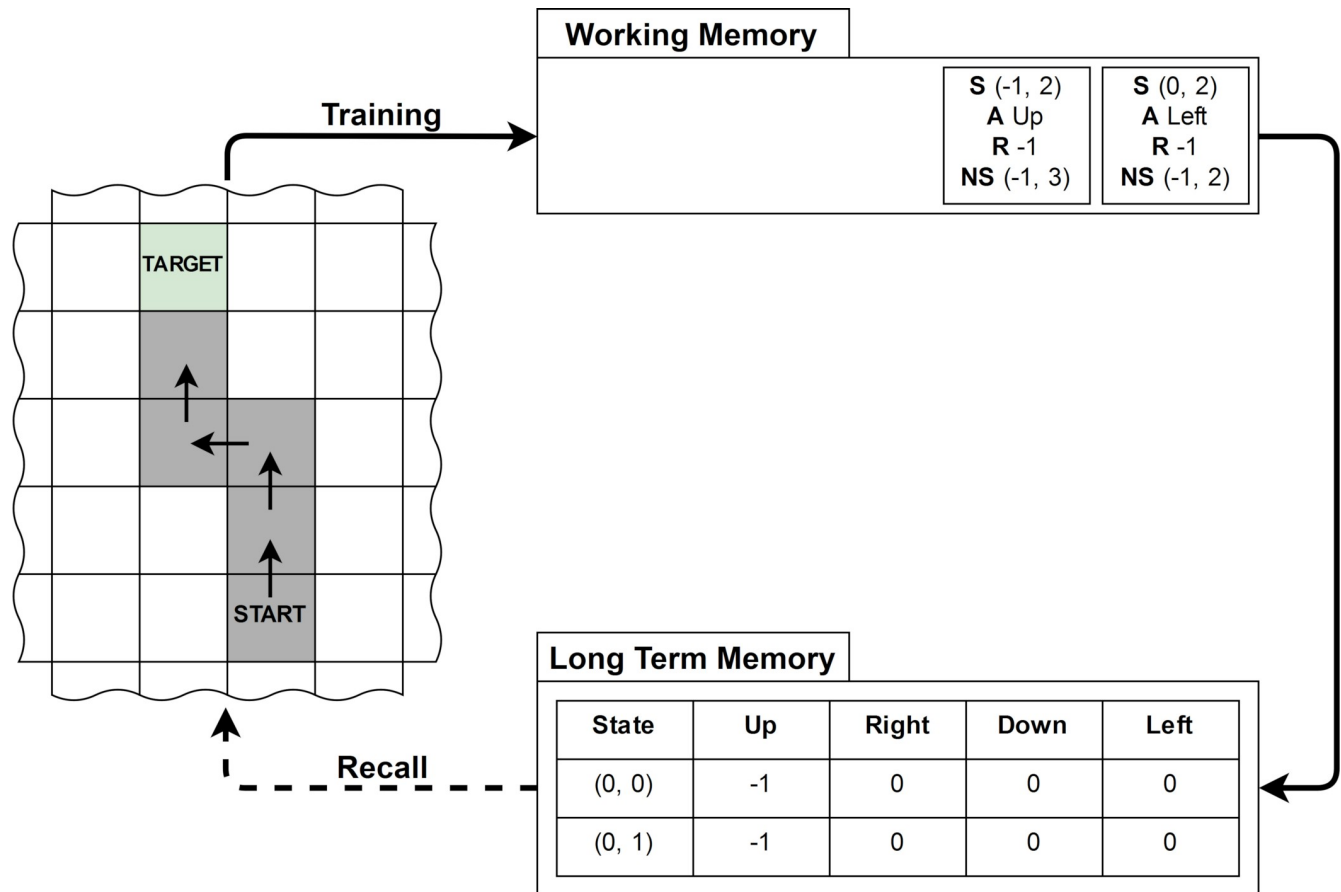 Working Memory
S (-1, 2)
A Up
R -1
NS (-1, 3)
S (0, 2)
A Left
R -1
NS (-1, 2)
Training
TARGET
START
Long Term Memory
State Up Right Down Left
(0, 0) -1 0 0 0
(0, 1) -1 0 0 0
Recall